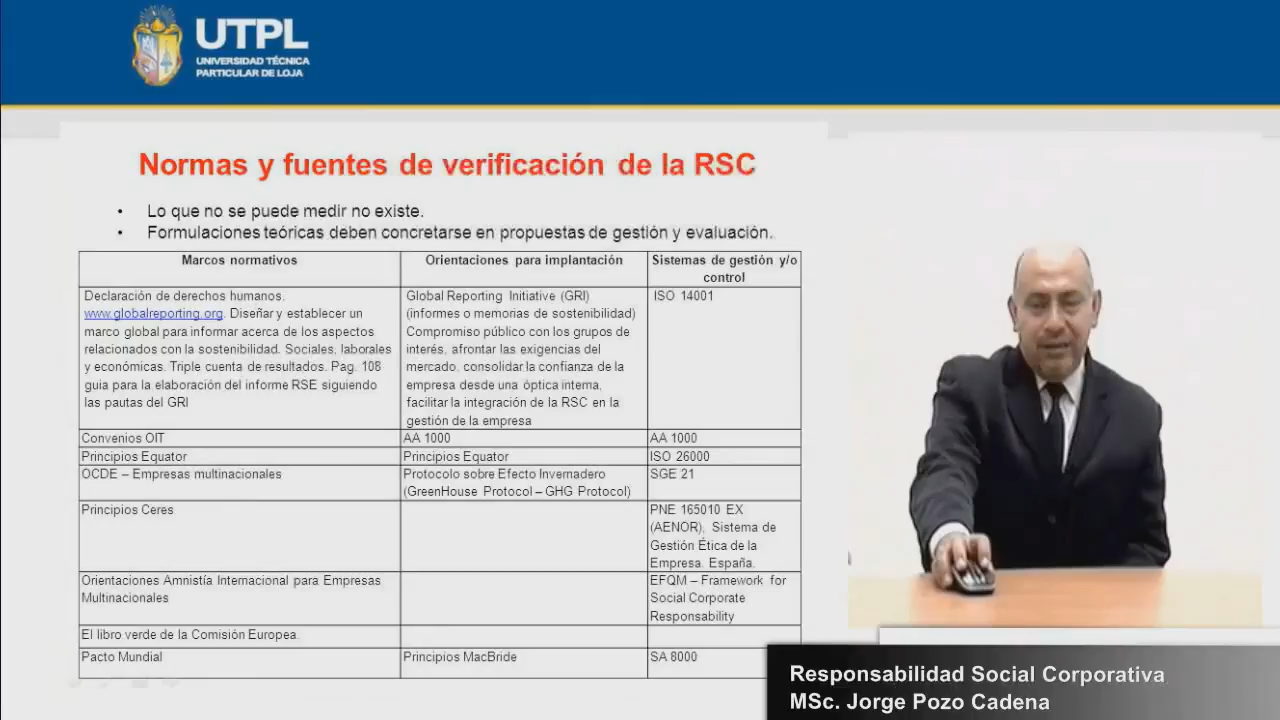 UTPL
UNIVERSIDAD TÉCNICA
PARTICULAR DE LOJA
Normas y fuentes de verificación de la RSC
• Lo que no se puede medir no existe.
• Formulaciones teóricas deben concretarse en propuestas de gestión y evaluación.
Marcos normativos
Orientaciones para implantación
Sistemas de gestión y/o
control
Declaración de derechos humanos.
www.globalreporting.org. Diseñar y establecer un
marco global para informar acerca de los aspectos
relacionados con la sostenibilidad. Sociales, laborales
y económicas. Triple cuenta de resultados. Pag. 108
guia para la elaboración del informe RSE siguiendo
las pautas del GRI
Global Reporting Initiative (GRI)
(informes o memorias de sostenibilidad)
Compromiso público con los grupos de
interés, afrontar las exigencias del
mercado, consolidar la confianza de la
empresa desde una óptica interna,
facilitar la integración de la RSC en la
gestión de la empresa
ISO 14001
Convenios OIT
AA 1000
AA 1000
Principios Equator
Principios Equator
ISO 26000
OCDE – Empresas multinacionales
Protocolo sobre Efecto Invernadero
(GreenHouse Protocol – GHG Protocol)
SGE 21
Principios Ceres
PNE 165010 EX
(AENOR), Sistema de
Gestión Ética de la
Empresa. España.
Orientaciones Amnistía Internacional para Empresas
Multinacionales
EFQM – Framework for
Social Corporate
Responsability
El libro verde de la Comisión Europea.
Pacto Mundial
Principios MacBride
SA 8000
Responsabilidad Social Corporativa
MSc. Jorge Pozo Cadena